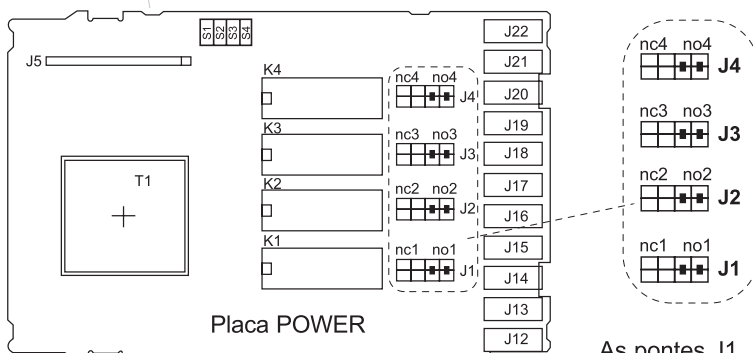 S1 S2 S3 S4
J5
T1
K4
K3
K2
K1
nc4 no4
J4
nc3 no3
J3
nc2 no2
J2
nc1 no1
J1
J22
J21
J20
J19
J18
J17
J16
J15
J14
J13
J12
Placa POWER
nc4 no4
J4
nc3 no3
J3
nc2 no2
J2
nc1 no1
J1
As pontes J1